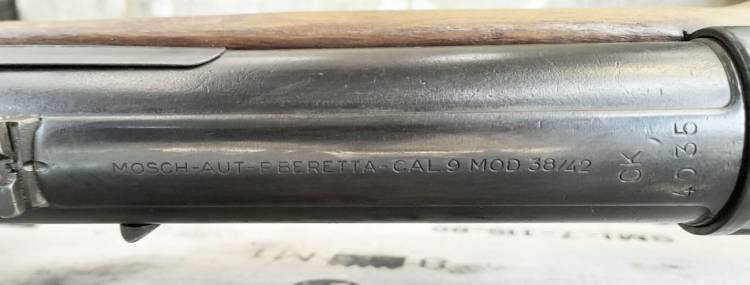 MOSCH-AUT-P.BERETTA-CAL 9 MOD 38/42
CK
4035